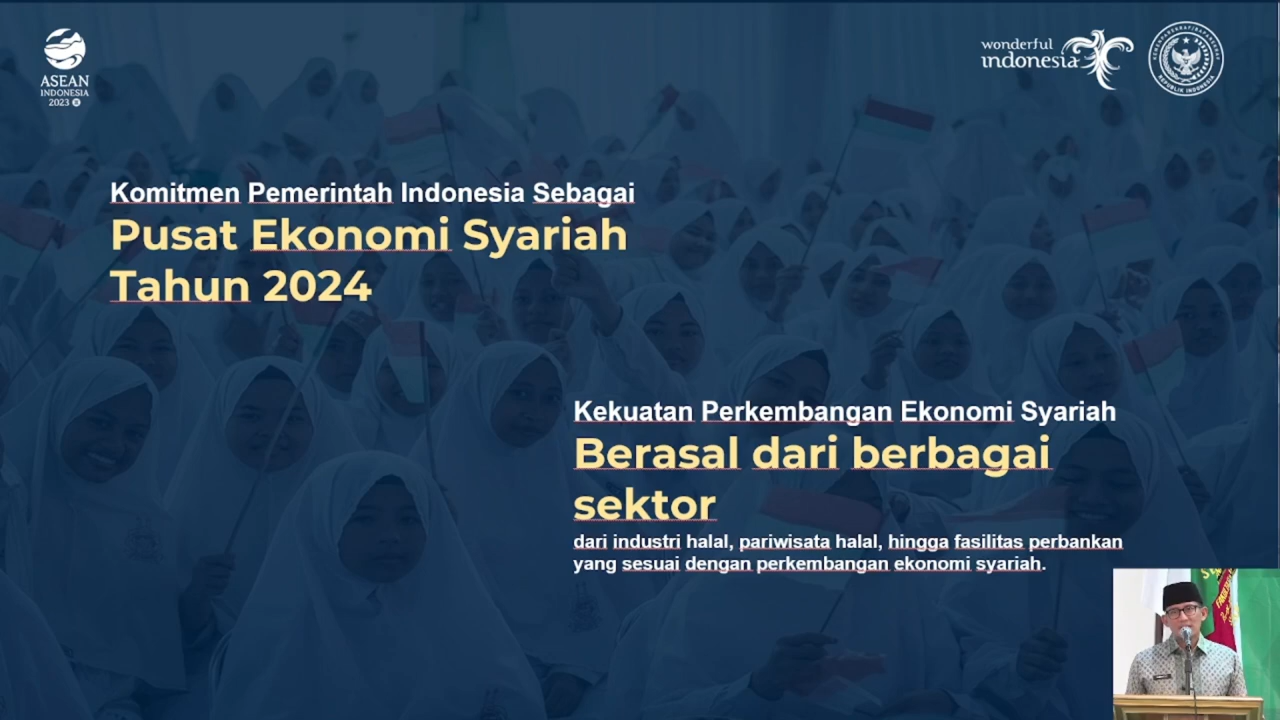 ASEAN
INDONESIA
2023
wonderful
indonesia
REPUBLIK INDONESIA
Komitmen Pemerintah Indonesia Sebagai
Pusat Ekonomi Syariah
Tahun 2024
Kekuatan Perkembangan Ekonomi Syariah
Berasal dari berbagai
sektor
dari industri halal, pariwisata halal, hingga fasilitas perbankan
yang sesuai dengan perkembangan ekonomi syariah.